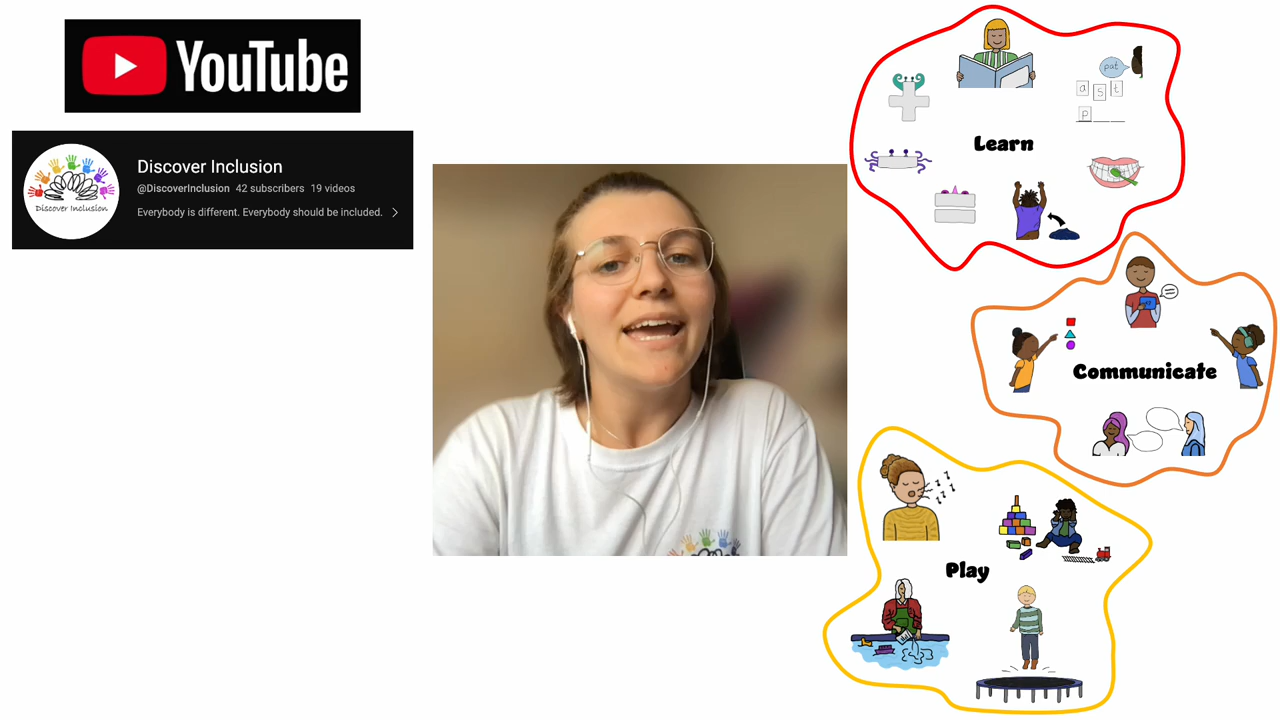 YouTube
Discover Inclusion
@DiscoverInclusion 42 subscribers 19 videos
Everybody is different. Everybody should be included.
Discover Inclusion
Learn
pat
a s t
p
Communicate
Play